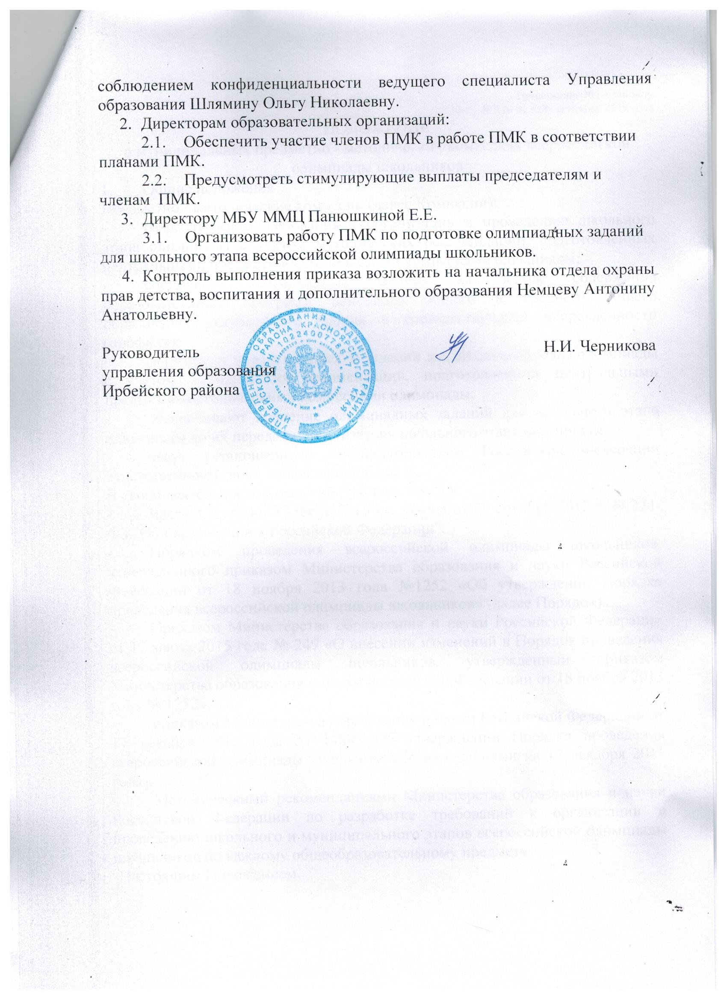 соблюдением конфиденциальности ведущего специалиста Управления
образования Шлямину Ольгу Николаевну.
2. Директорам образовательных организаций:
2.1. Обеспечить участие членов ПМК в работе ПМК в соответствии
планами ПМК.
2.2. Предусмотреть стимулирующие выплаты председателям и
членам ПМК.
3. Директору МБУ ММЦ Панюшкиной Е.Е.
3.1. Организовать работу ПМК по подготовке олимпиадных заданий
для школьного этапа всероссийской олимпиады школьников.
4. Контроль выполнения приказа возложить на начальника отдела охраны
прав детства, воспитания и дополнительного образования Немцеву Антонину
Анатольевну.
Руководитель
управления образования
Ирбейского района
Н.И. Черникова
УПРАВЛЕНИЕ ОБРАЗОВАНИЯ АДМИНИСТРАЦИИ
ИРБЕЙСКОГО РАЙОНА КРАСНОЯРСКОГО КРАЯ
ОГРН 1022400776617